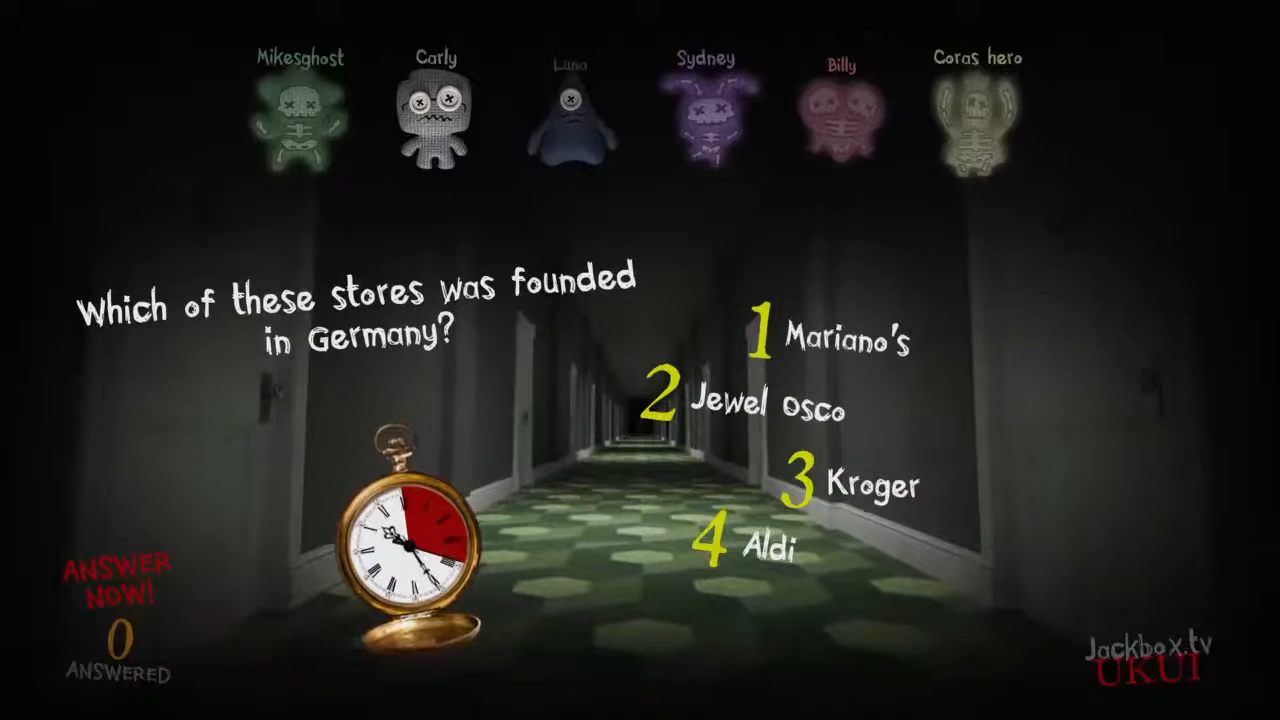 Mikesghost
Carly
Luna
Sydney
Billy
Coras hero
Which of these stores was founded
in Germany?
1 Mariano's
2 Jewel osco
3 Kroger
4 Aldi
ANSWER
NOW!
0
ANSWERED
Jackbox.tv
UKUI